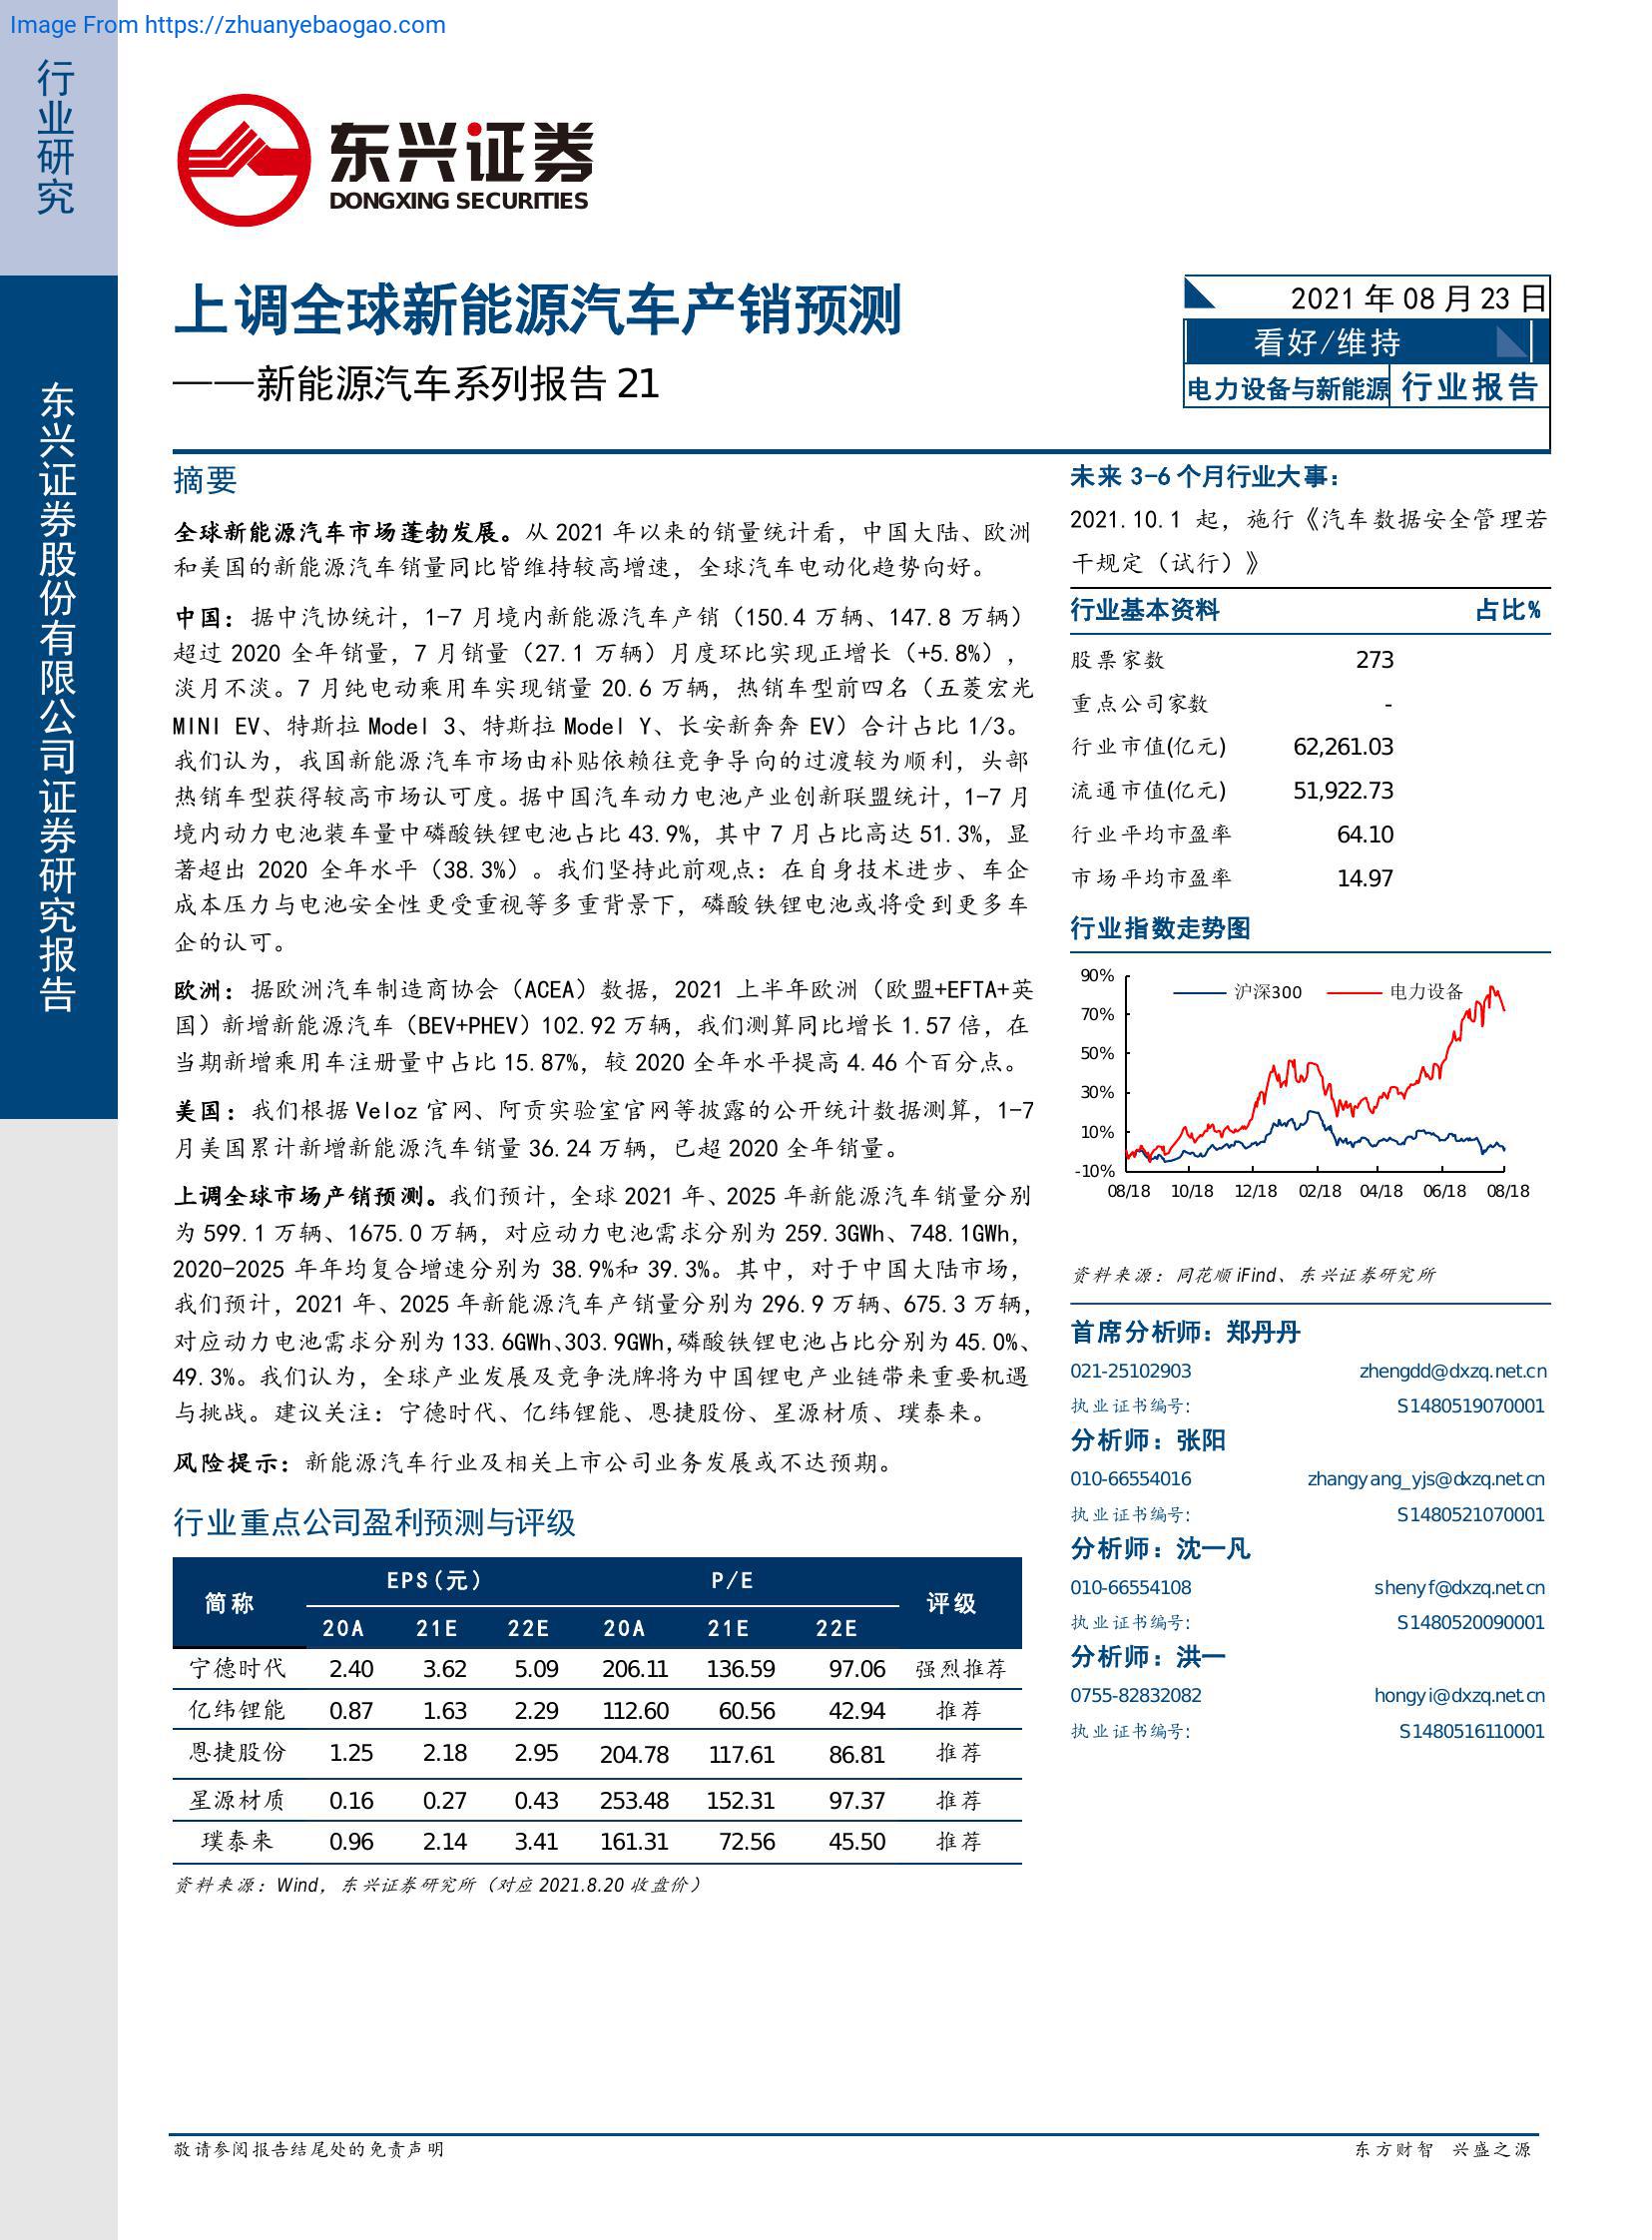 Image From https://zhuanyebaogao.com
行业研究
东兴证券股份有限公司证券研究报告
东兴证券
DONGXING SECURITIES
上调全球新能源汽车产销预测
——新能源汽车系列报告 21
2021 年 08 月 23 日
看好/维持
电力设备与新能源 行业报告
摘要
全球新能源汽车市场蓬勃发展。从 2021 年以来的销量统计看，中国大陆、欧洲
和美国的新能源汽车销量同比皆维持较高增速，全球汽车电动化趋势向好。
中国：据中汽协统计，1-7 月境内新能源汽车产销（150.4 万辆、147.8 万辆）
超过 2020 全年销量，7 月销量（27.1 万辆）月度环比实现正增长（+5.8%），
淡月不淡。7 月纯电动乘用车实现销量 20.6 万辆，热销车型前四名（五菱宏光
MINI EV、特斯拉 Model 3、特斯拉 Model Y、长安新奔奔 EV）合计占比 1/3。
我们认为，我国新能源汽车市场由补贴依赖往竞争导向的过渡较为顺利，头部
热销车型获得较高市场认可度。据中国汽车动力电池产业创新联盟统计，1-7 月
境内动力电池装车量中磷酸铁锂电池占比 43.9%，其中 7 月占比高达 51.3%，显
著超出 2020 全年水平（38.3%）。我们坚持此前观点：在自身技术进步、车企
成本压力与电池安全性更受重视等多重背景下，磷酸铁锂电池或将受到更多车
企的认可。
欧洲：据欧洲汽车制造商协会（ACEA）数据，2021 上半年欧洲（欧盟+EFTA+英
国）新增新能源汽车（BEV+PHEV）102.92 万辆，我们测算同比增长 1.57 倍，在
当期新增乘用车注册量中占比 15.87%，较 2020 全年水平提高 4.46 个百分点。
美国：我们根据 Veloz 官网、阿贡实验室官网等披露的公开统计数据测算，1-7
月美国累计新增新能源汽车销量 36.24 万辆，已超 2020 全年销量。
上调全球市场产销预测。我们预计，全球 2021 年、2025 年新能源汽车销量分别
为 599.1 万辆、1675.0 万辆，对应动力电池需求分别为 259.3GWh、748.1GWh，
2020-2025 年年均复合增速分别为 38.9%和 39.3%。其中，对于中国大陆市场，
我们预计，2021 年、2025 年新能源汽车产销量分别为 296.9 万辆、675.3 万辆，
对应动力电池需求分别为 133.6GWh、303.9GWh，磷酸铁锂电池占比分别为 45.0%、
49.3%。我们认为，全球产业发展及竞争洗牌将为中国锂电产业链带来重要机遇
与挑战。建议关注：宁德时代、亿纬锂能、恩捷股份、星源材质、璞泰来。
风险提示：新能源汽车行业及相关上市公司业务发展或不达预期。
行业重点公司盈利预测与评级
简称 EPS(元) P/E 评级
20A 21E 22E 20A 21E 22E
宁德时代 2.40 3.62 5.09 206.11 136.59 97.06 强烈推荐
亿纬锂能 0.87 1.63 2.29 112.60 60.56 42.94 推荐
恩捷股份 1.25 2.18 2.95 204.78 117.61 86.81 推荐
星源材质 0.16 0.27 0.43 253.48 152.31 97.37 推荐
璞泰来 0.96 2.14 3.41 161.31 72.56 45.50 推荐
资料来源：Wind，东兴证券研究所（对应 2021.8.20 收盘价）
未来 3-6 个月行业大事：
2021.10.1 起，施行《汽车数据安全管理若
干规定（试行）》
行业基本资料 占比%
股票家数 273
重点公司家数 -
行业市值(亿元) 62,261.03
流通市值(亿元) 51,922.73
行业平均市盈率 64.10
市场平均市盈率 14.97
行业指数走势图
沪深300 电力设备
90%
70%
50%
30%
10%
-10%
08/18 10/18 12/18 02/18 04/18 06/18 08/18
资料来源：同花顺 iFind、东兴证券研究所
首席分析师：郑丹丹
021-25102903 zhengdd@dxzq.net.cn
执业证书编号: S1480519070001
分析师：张阳
010-66554016 zhangyang_yjs@dxzq.net.cn
执业证书编号: S1480521070001
分析师：沈一凡
010-66554108 shenyf@dxzq.net.cn
执业证书编号: S1480520090001
分析师：洪一
0755-82832082 hongyi@dxzq.net.cn
执业证书编号: S1480516110001
敬请参阅报告结尾处的免责声明
东方财智 兴盛之源